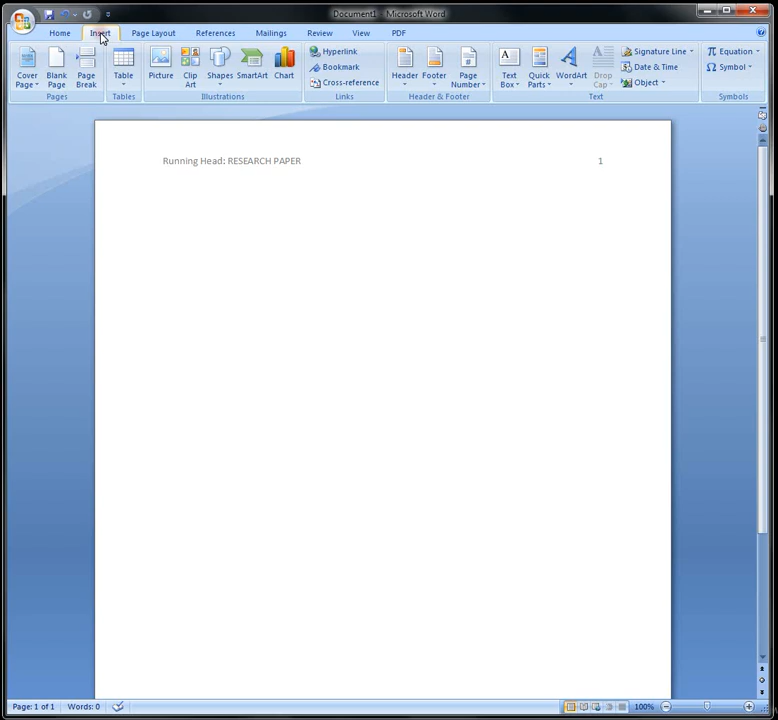 Document1 - Microsoft Word
Home Insert Page Layout References Mailings Review View PDF
Cover Page Blank Page Page Break Table Picture Clip Art Shapes SmartArt Chart Hyperlink Bookmark Cross-reference Header Footer Page Number Text Box Quick Parts WordArt Drop Cap Signature Line Date & Time Object Equation Symbol
Pages Tables Illustrations Links Header & Footer Text Symbols
Running Head: RESEARCH PAPER 1
Page: 1 of 1 Words: 0 100%